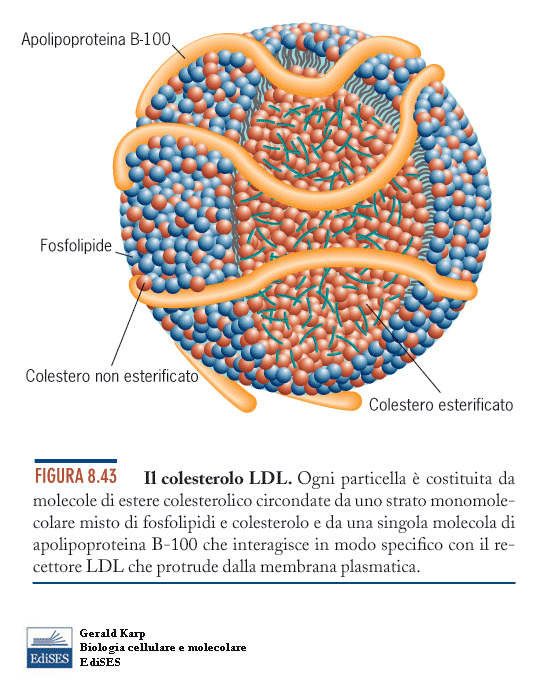 Apolipoproteina B-100
Fosfolipide
Colestero non esterificato
Colestero esterificato
FIGURA 8.43 Il colesterolo LDL. Ogni particella è costituita da
molecole di estere colesterolico circondate da uno strato monomole-
colare misto di fosfolipidi e colesterolo e da una singola molecola di
apolipoproteina B-100 che interagisce in modo specifico con il re-
cettore LDL che protrude dalla membrana plasmatica.
EdiSES
Gerald Karp
Biologia cellulare e molecolare
EdiSES